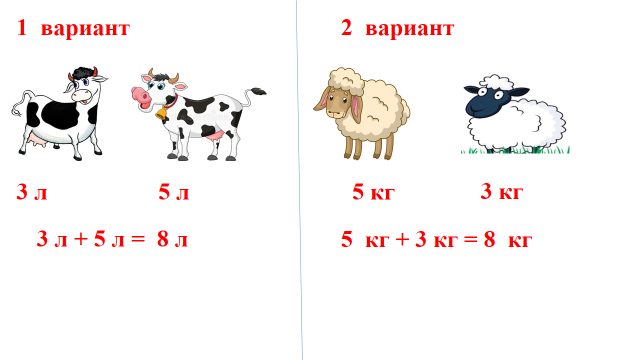 1 вариант
3 л 5 л
3 л + 5 л = 8 л
2 вариант
5 кг 3 кг
5 кг + 3 кг = 8 кг